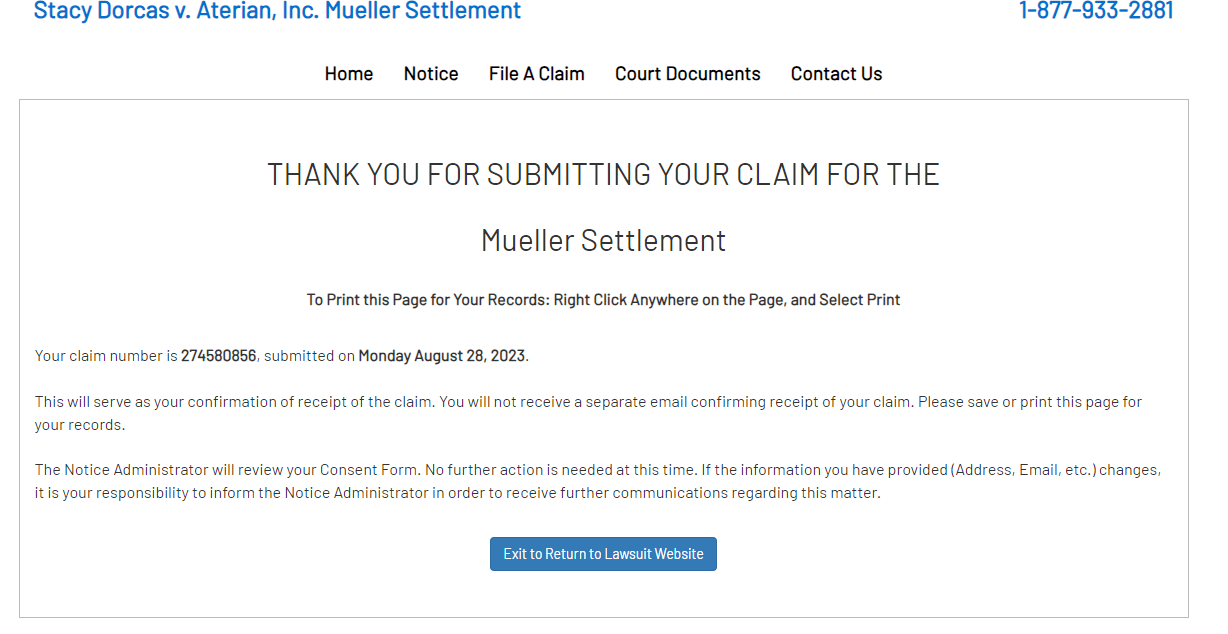 Stacy Dorcas v. Aterian, Inc. Mueller Settlement
1-877-933-2881
Home Notice File A Claim Court Documents Contact Us
THANK YOU FOR SUBMITTING YOUR CLAIM FOR THE
Mueller Settlement
To Print this Page for Your Records: Right Click Anywhere on the Page, and Select Print
Your claim number is 274580856, submitted on Monday August 28, 2023.
This will serve as your confirmation of receipt of the claim. You will not receive a separate email confirming receipt of your claim. Please save or print this page for
your records.
The Notice Administrator will review your Consent Form. No further action is needed at this time. If the information you have provided (Address, Email, etc.) changes,
it is your responsibility to inform the Notice Administrator in order to receive further communications regarding this matter.
Exit to Return to Lawsuit Website